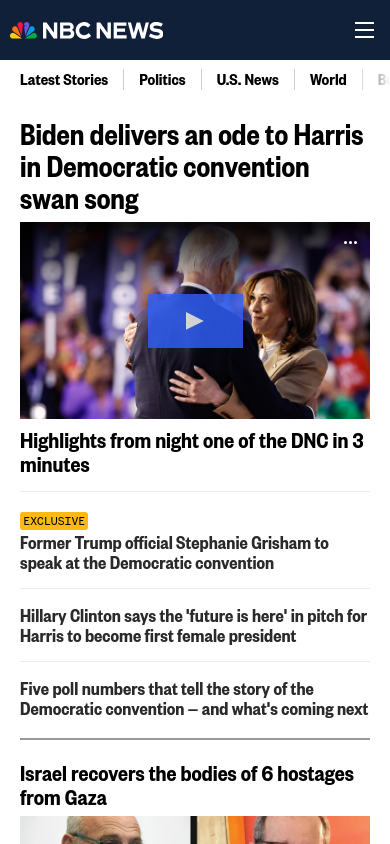 NBC NEWS
Latest Stories
Politics
U.S. News
World
Biden delivers an ode to Harris
in Democratic convention
swan song
Highlights from night one of the DNC in 3
minutes
EXCLUSIVE
Former Trump official Stephanie Grisham to
speak at the Democratic convention
Hillary Clinton says the 'future is here' in pitch for
Harris to become first female president
Five poll numbers that tell the story of the
Democratic convention — and what's coming next
Israel recovers the bodies of 6 hostages
from Gaza